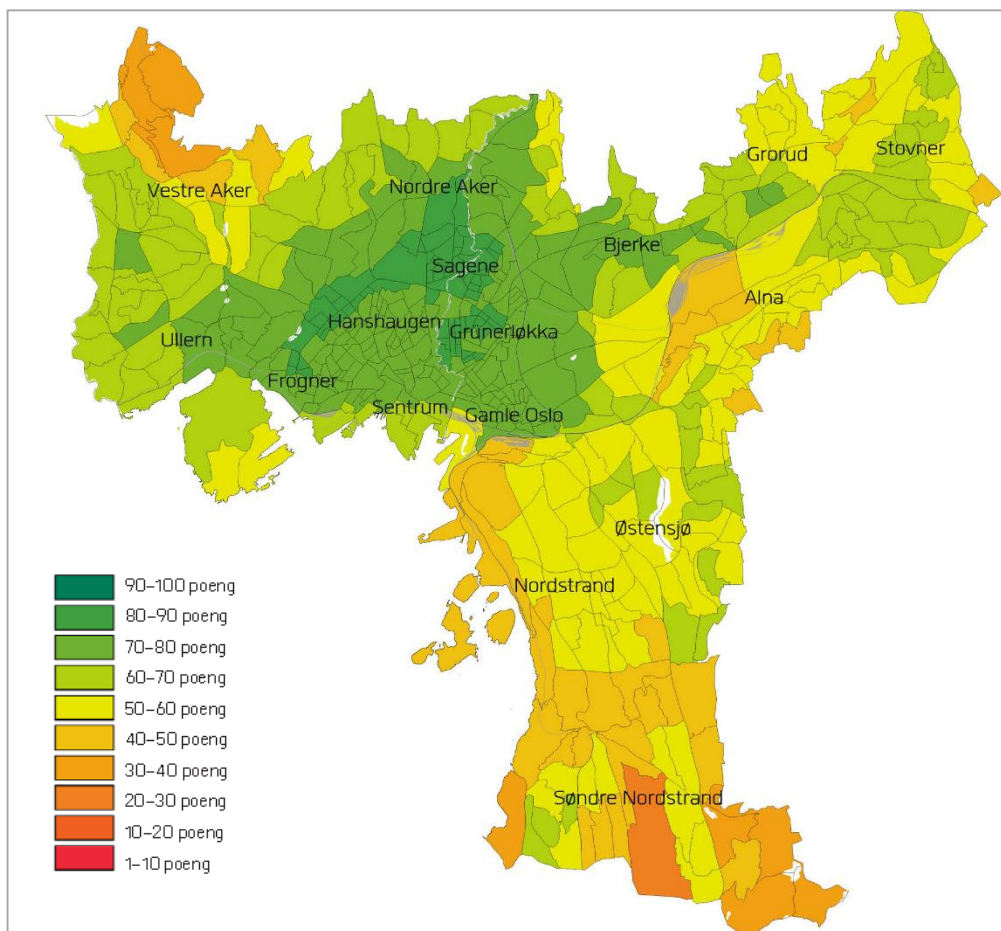 Grorud
Stovner
Vestre Aker
Nordre Aker
Bjerke
Sagene
Alna
Hanshaugen
Grünerløkka
Ullern
Frogner
Sentrum
Gamle Oslo
Østensjø
Nordstrand
Søndre Nordstrand
90–100 poeng
80–90 poeng
70–80 poeng
60–70 poeng
50–60 poeng
40–50 poeng
30–40 poeng
20–30 poeng
10–20 poeng
1–10 poeng